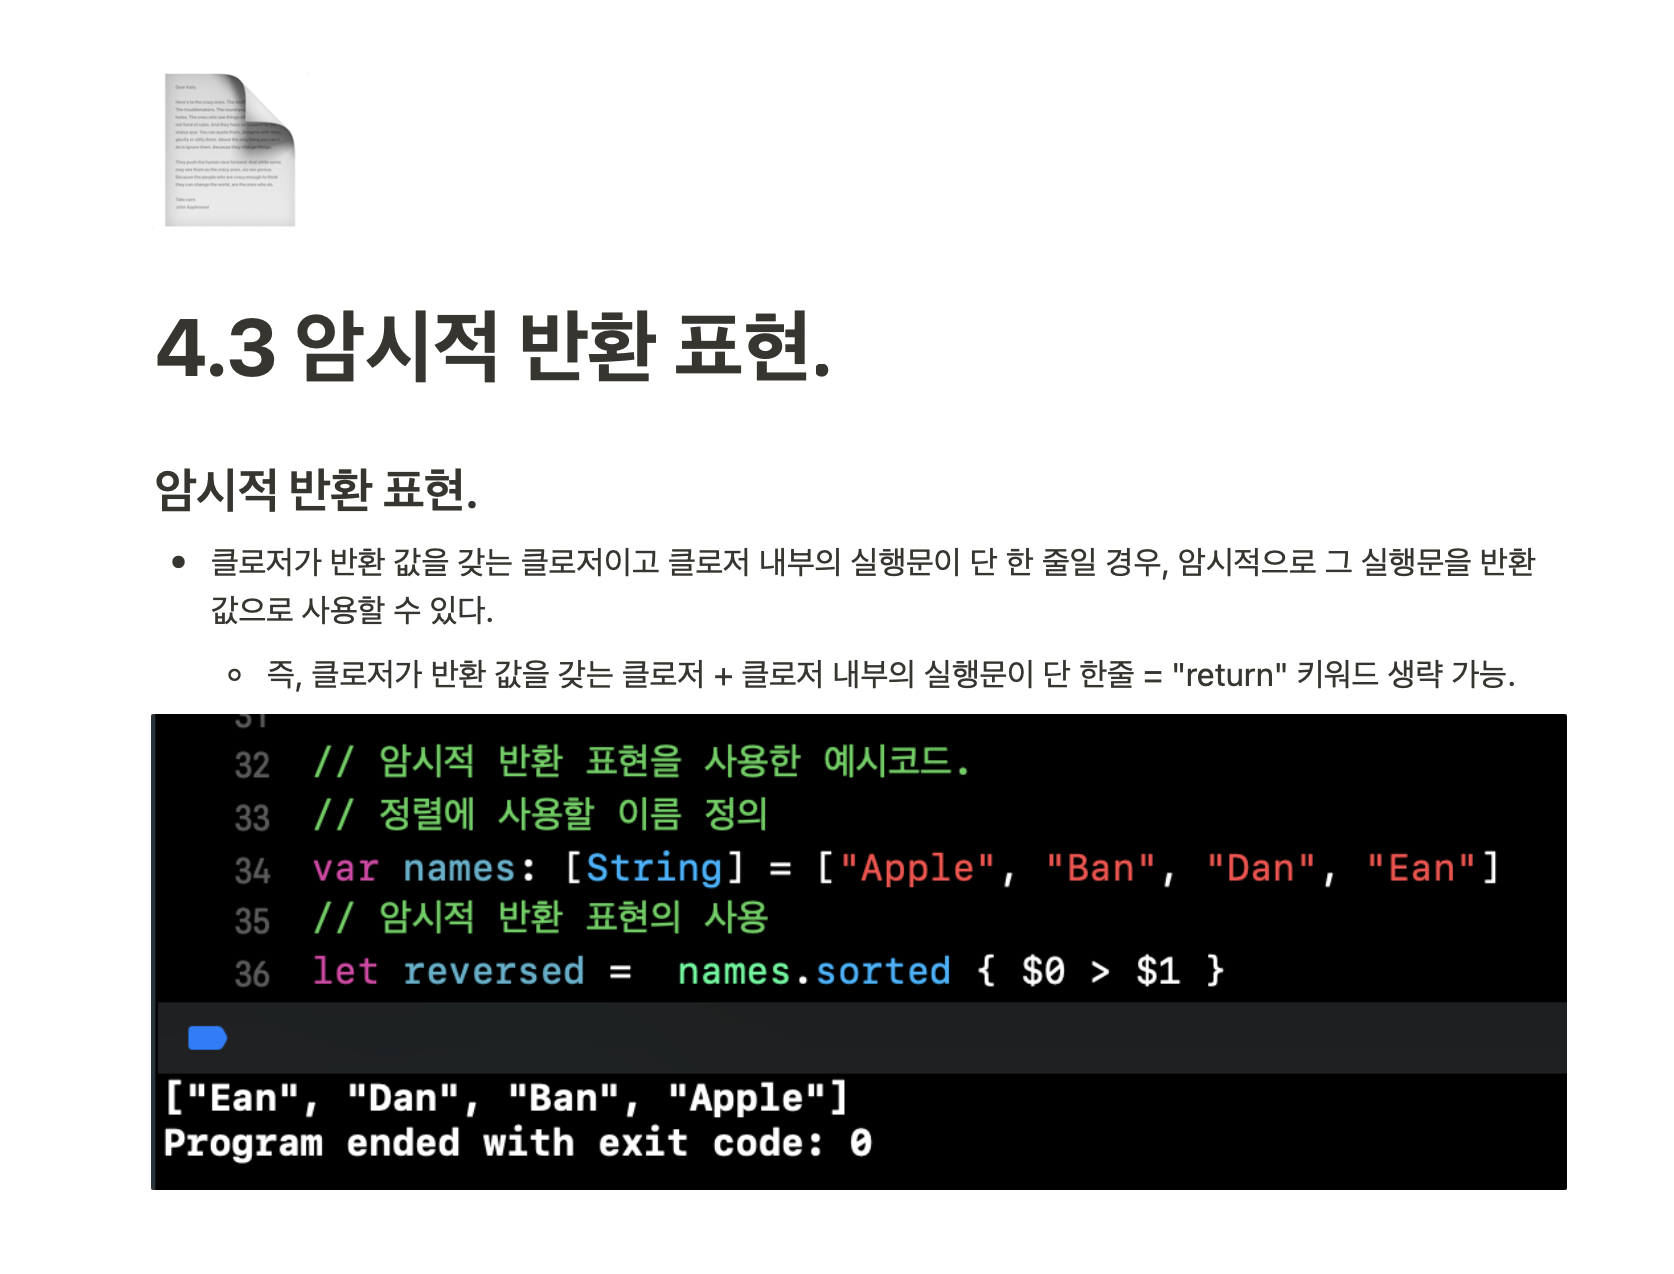 4.3 암시적 반환 표현.
암시적 반환 표현.
• 클로저가 반환 값을 갖는 클로저이고 클로저 내부의 실행문이 단 한 줄일 경우, 암시적으로 그 실행문을 반환
값으로 사용할 수 있다.
◦ 즉, 클로저가 반환 값을 갖는 클로저 + 클로저 내부의 실행문이 단 한줄 = "return" 키워드 생략 가능.
31
32 // 암시적 반환 표현을 사용한 예시코드.
33 // 정렬에 사용할 이름 정의
34 var names: [String] = ["Apple", "Ban", "Dan", "Ean"]
35 // 암시적 반환 표현의 사용
36 let reversed =  names.sorted { $0 > $1 }
["Ean", "Dan", "Ban", "Apple"]
Program ended with exit code: 0